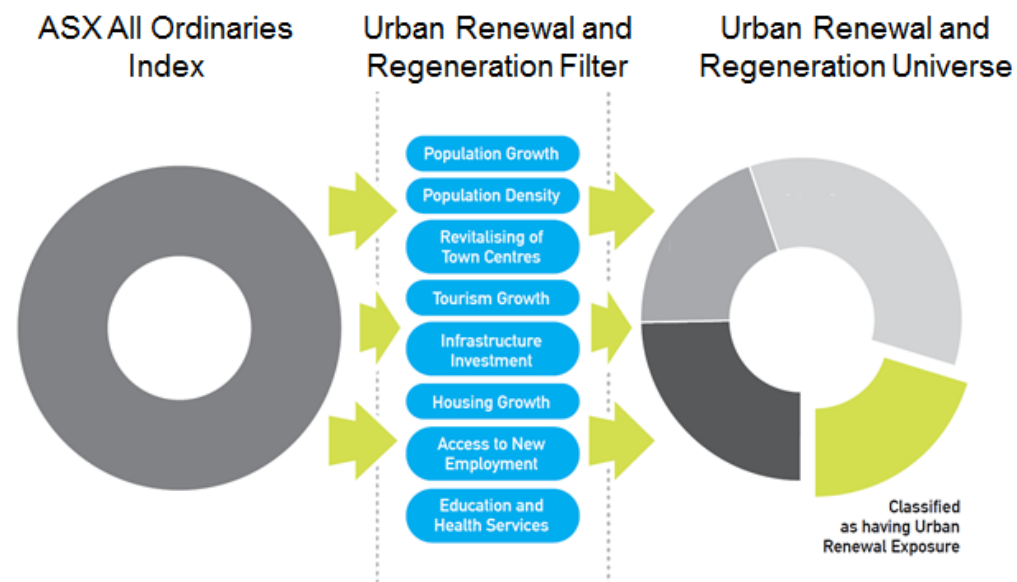 ASX All Ordinaries
Index
Urban Renewal and
Regeneration Filter
Urban Renewal and
Regeneration Universe
Population Growth
Population Density
Revitalising of
Town Centres
Tourism Growth
Infrastructure
Investment
Housing Growth
Access to New
Employment
Education and
Health Services
Classified
as having Urban
Renewal Exposure